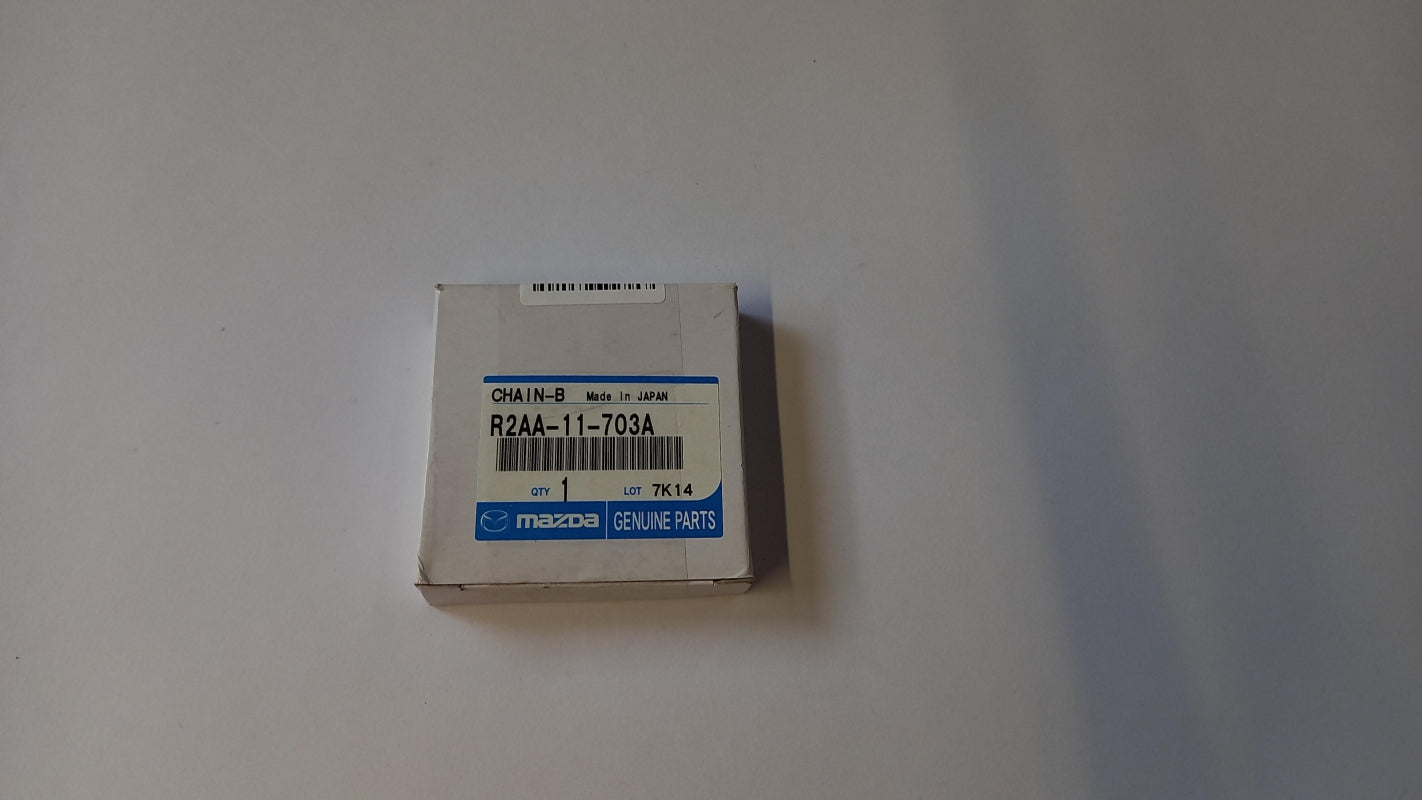 CHAIN-B Made In JAPAN
R2AA-11-703A
QTY 1 LOT 7K14
mazda GENUINE PARTS